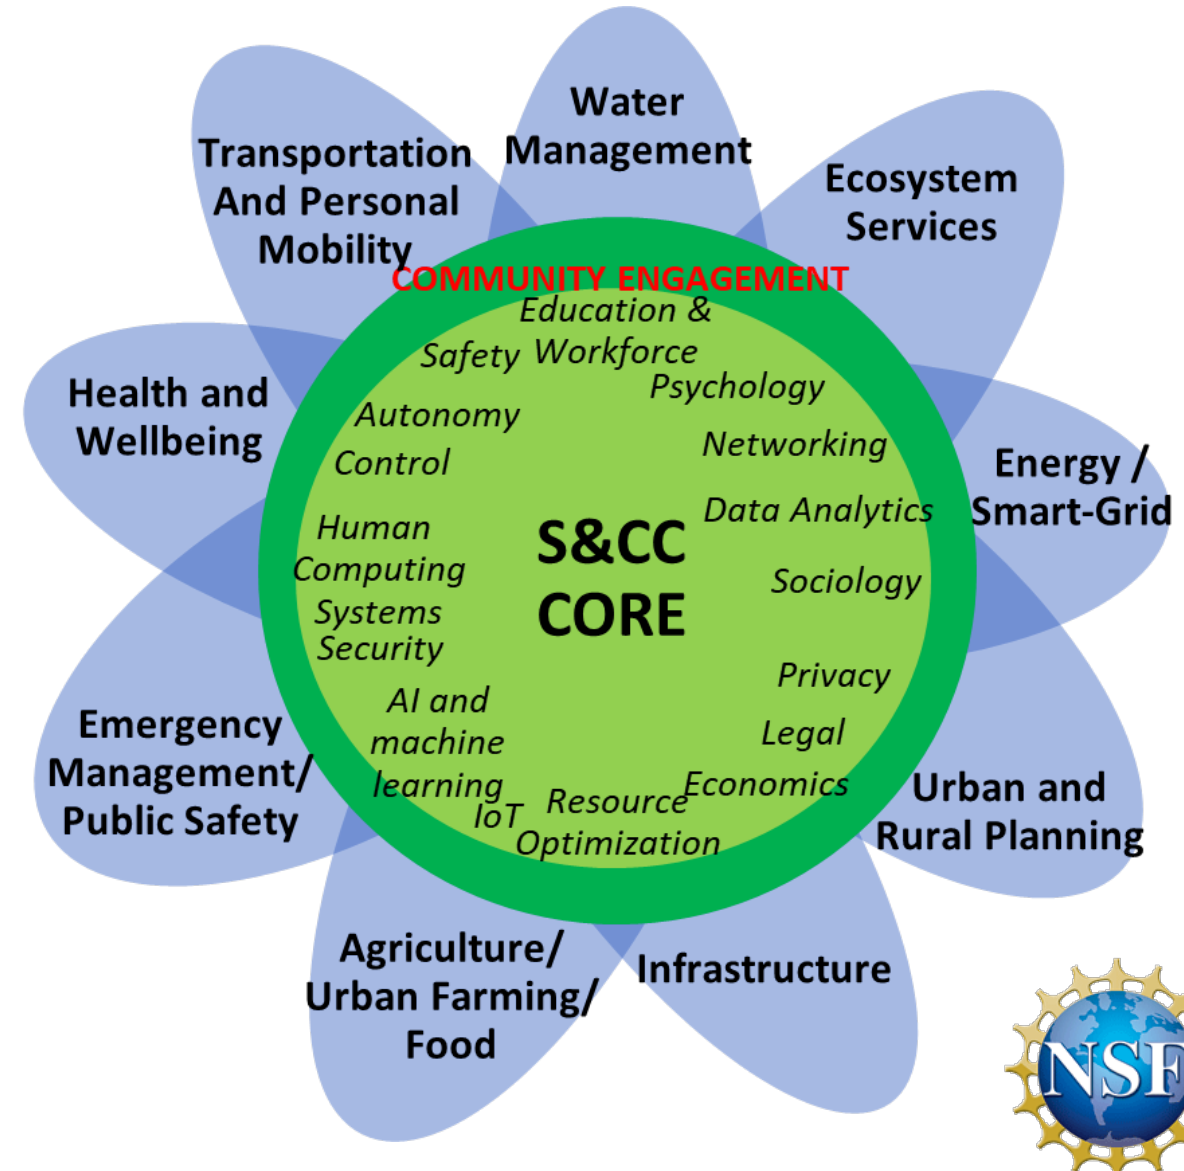 Water
Management
Transportation
And Personal
Mobility
Ecosystem
Services
COMMUNITY ENGAGEMENT
Education &
Workforce
Safety
Psychology
Autonomy
Networking
Control
Health and
Wellbeing
Energy /
Smart-Grid
Data Analytics
Human
Computing
Systems
Security
S&CC
CORE
Sociology
Privacy
AI and
machine
learning
Legal
Economics
IoT
Resource
Optimization
Emergency
Management/
Public Safety
Urban and
Rural Planning
Agriculture/
Urban Farming/
Food
Infrastructure
NSF